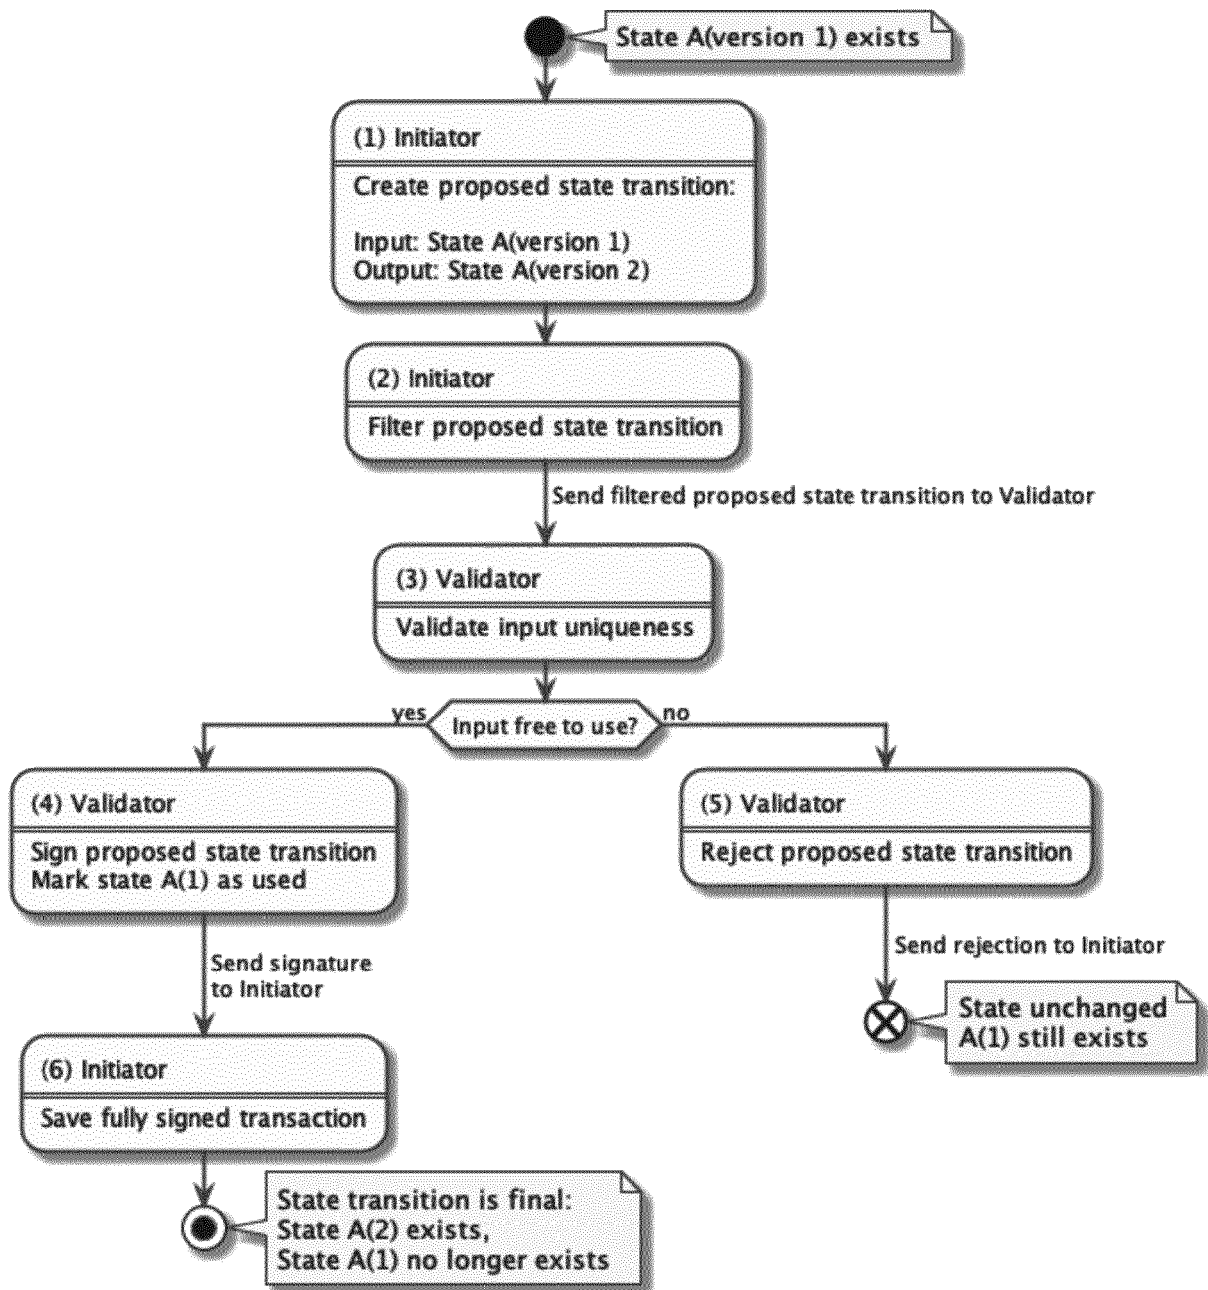 State A(version 1) exists
(1) Initiator
Create proposed state transition:
Input: State A(version 1)
Output: State A(version 2)
(2) Initiator
Filter proposed state transition
Send filtered proposed state transition to Validator
(3) Validator
Validate input uniqueness
yes
Input free to use?
no
(4) Validator
Sign proposed state transition
Mark state A(1) as used
(5) Validator
Reject proposed state transition
Send signature
to Initiator
Send rejection to Initiator
State unchanged
A(1) still exists
(6) Initiator
Save fully signed transaction
State transition is final:
State A(2) exists,
State A(1) no longer exists